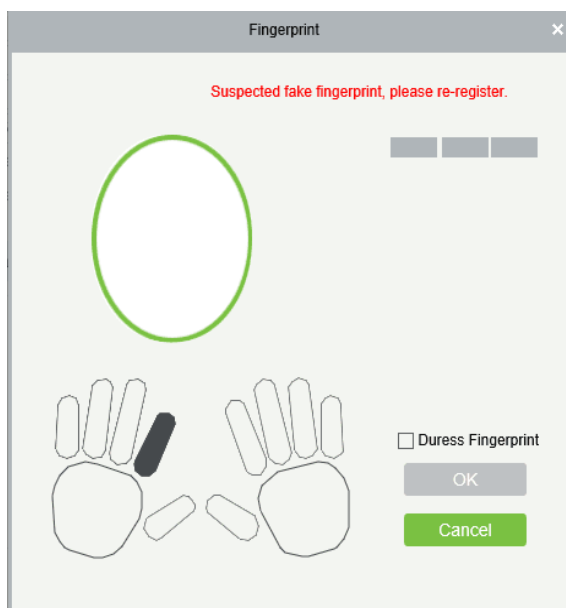 Fingerprint
Suspected fake fingerprint, please re-register.
Duress Fingerprint
OK
Cancel